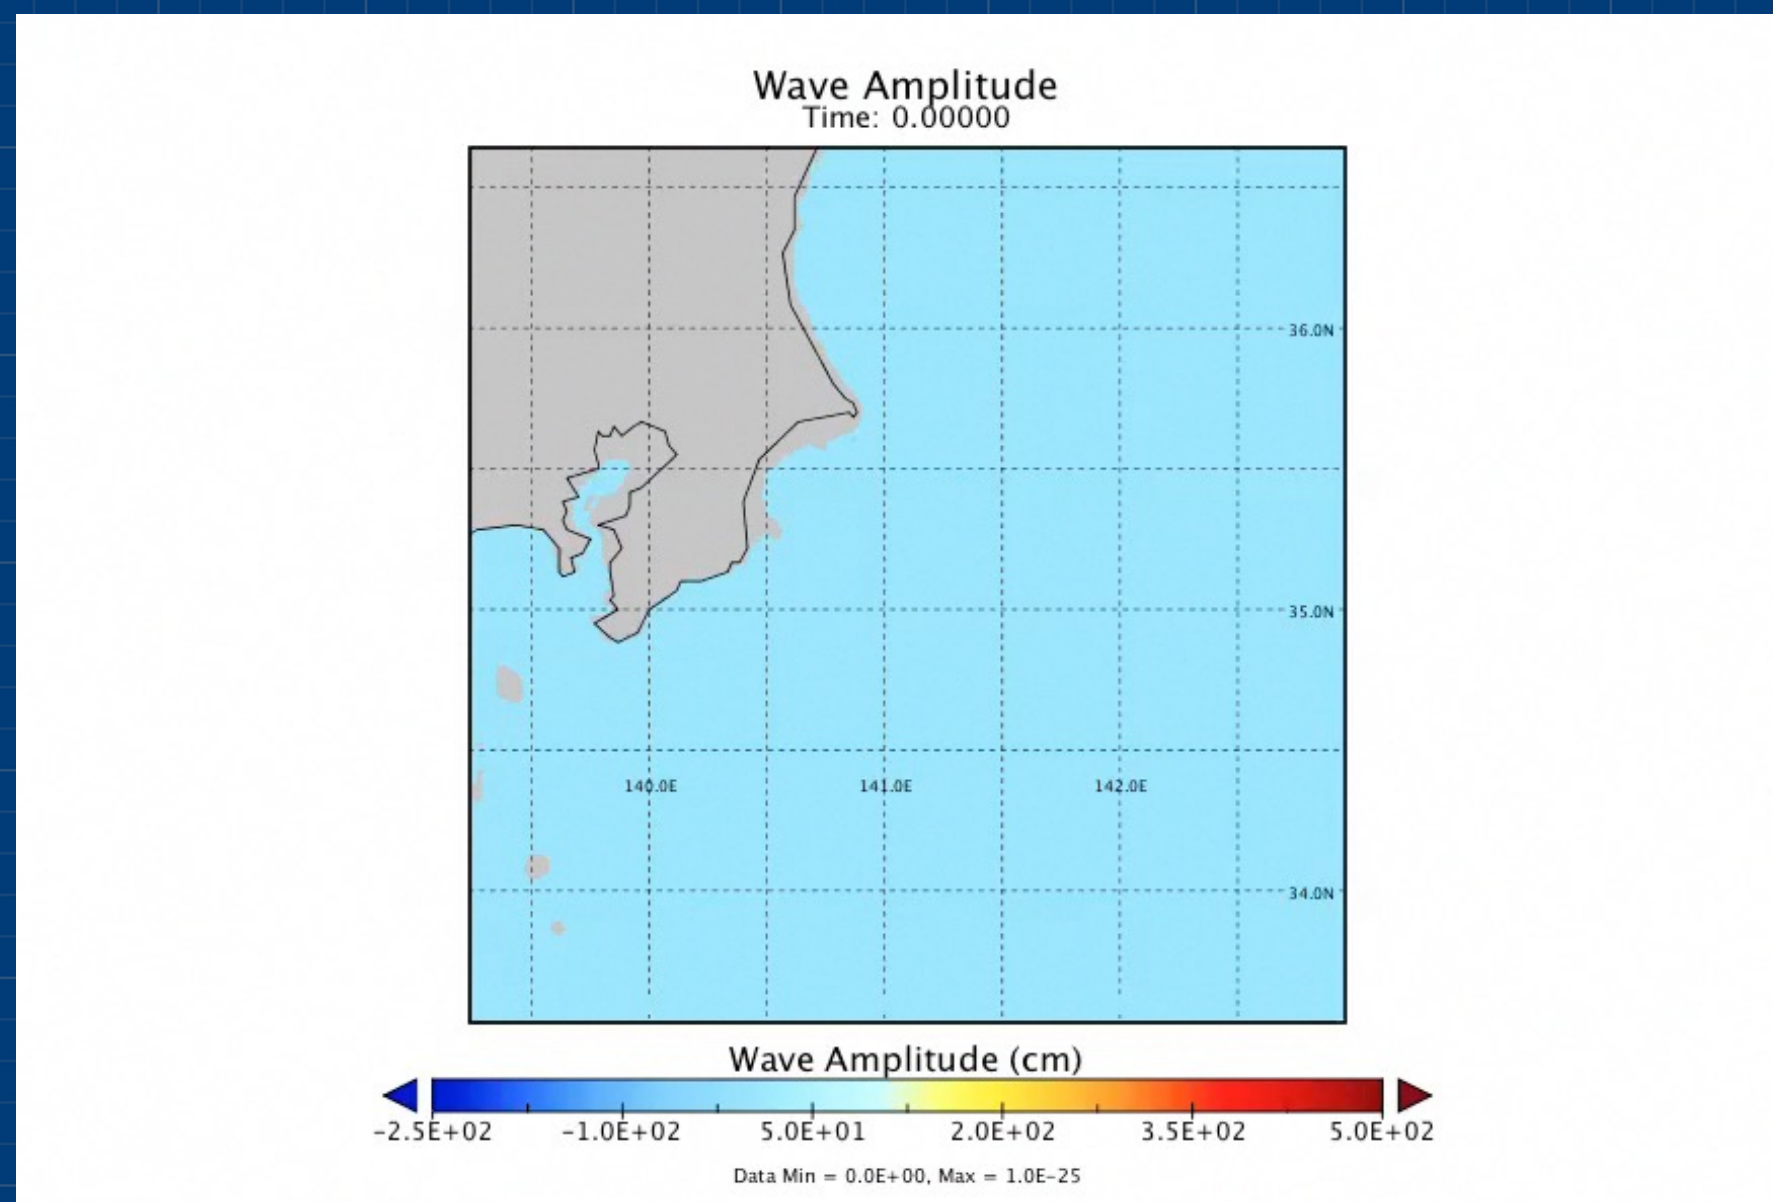 Wave Amplitude
Time: 0.00000
36.0N
35.0N
140.0E 141.0E 142.0E
34.0N
Wave Amplitude (cm)
-2.5E+02 -1.0E+02 5.0E+01 2.0E+02 3.5E+02 5.0E+02
Data Min = 0.0E+00, Max = 1.0E-25